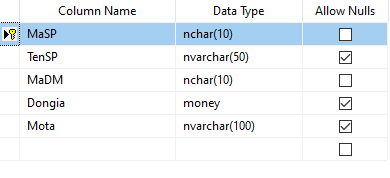 Column Name Data Type Allow Nulls
MaSP nchar(10)
TenSP nvarchar(50)
MaDM nchar(10)
Dongia money
Mota nvarchar(100)